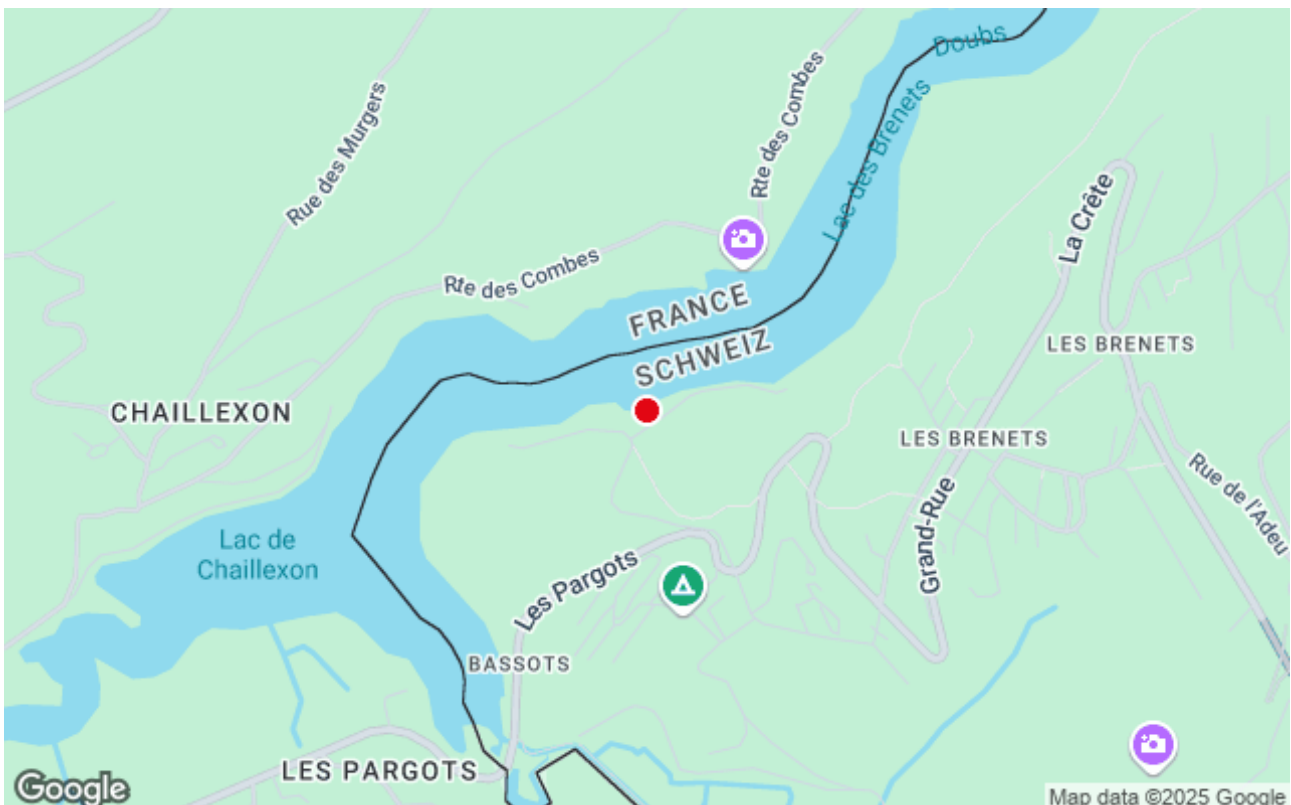 Doubs
Lac des Brenets
Rte des Combes
Rue des Murgers
La Crête
Rte des Combes
FRANCE
SCHWEIZ
LES BRENETS
CHAILLEXON
LES BRENETS
Rue de l'Adeu
Grand-Rue
Lac de
Chaillexon
Les Pargots
BASSOTS
LES PARGOTS
Google
Map data ©2025 Google